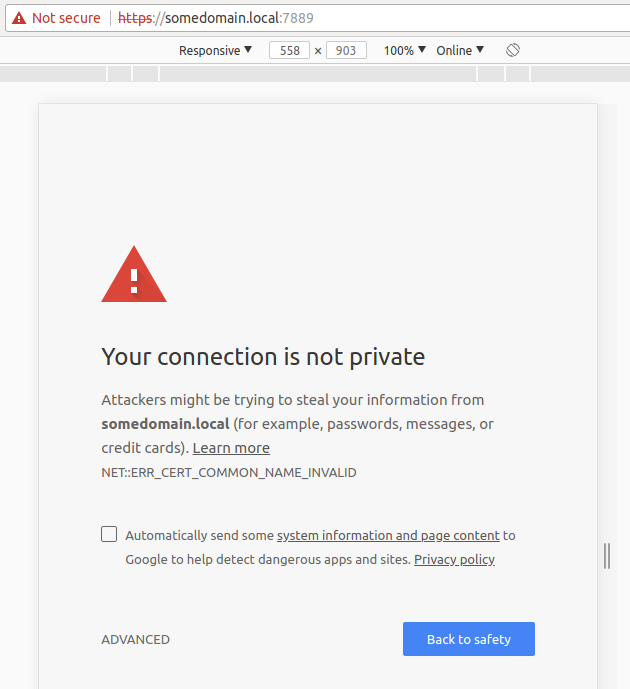 Not secure | https://somedomain.local:7889
Responsive ▼ 558 × 903 100% ▼ Online ▼
Your connection is not private
Attackers might be trying to steal your information from
somedomain.local (for example, passwords, messages, or
credit cards). Learn more
NET::ERR_CERT_COMMON_NAME_INVALID
Automatically send some system information and page content to
Google to help detect dangerous apps and sites. Privacy policy
ADVANCED Back to safety